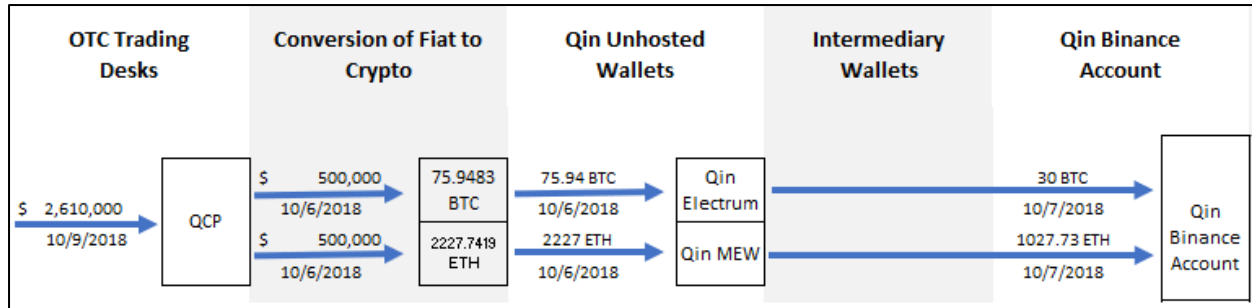 OTC Trading
Desks
Conversion of Fiat to
Crypto
Qin Unhosted
Wallets
Intermediary
Wallets
Qin Binance
Account
$ 2,610,000
10/9/2018
QCP
$ 500,000
10/6/2018
$ 500,000
10/6/2018
75.9483
BTC
2227.7419
ETH
75.94 BTC
10/6/2018
2227 ETH
10/6/2018
Qin
Electrum
Qin MEW
30 BTC
10/7/2018
1027.73 ETH
10/7/2018
Qin
Binance
Account